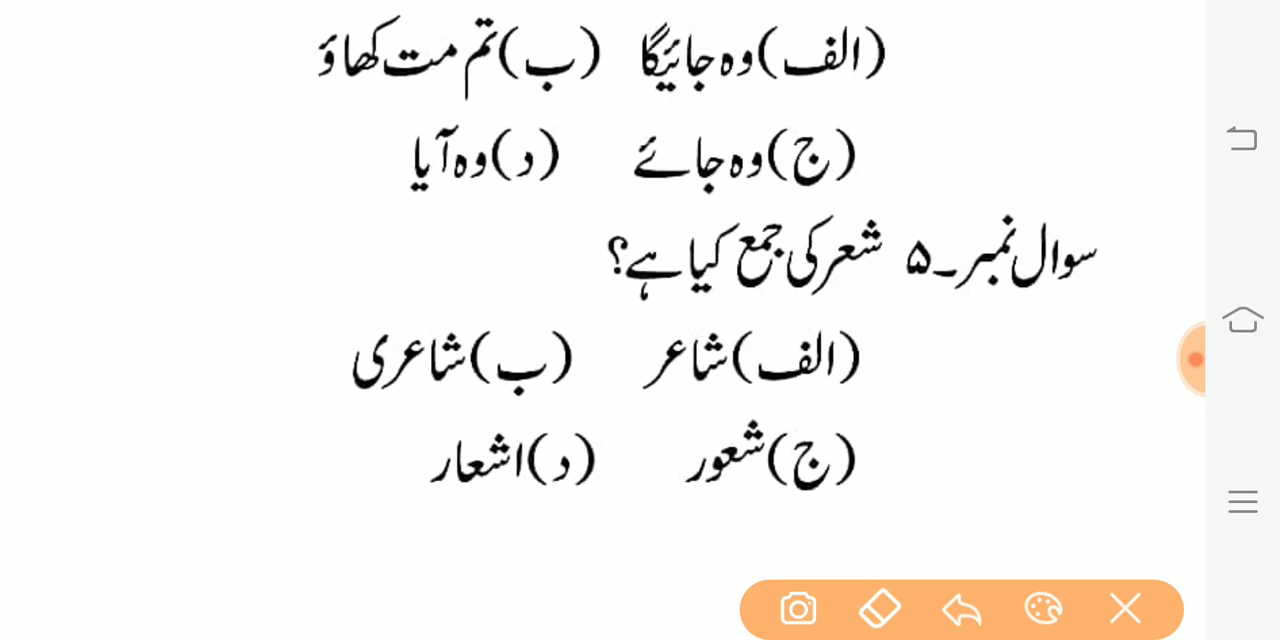 (الف) وہ جائیگا (ب) تم مت کھاؤ
(ج) وہ جائے (د) وہ آیا
سوال نمبر۔۵ شعر کی جمع کیا ہے؟
(الف) شاعر (ب) شاعری
(ج) شعور (د) اشعار